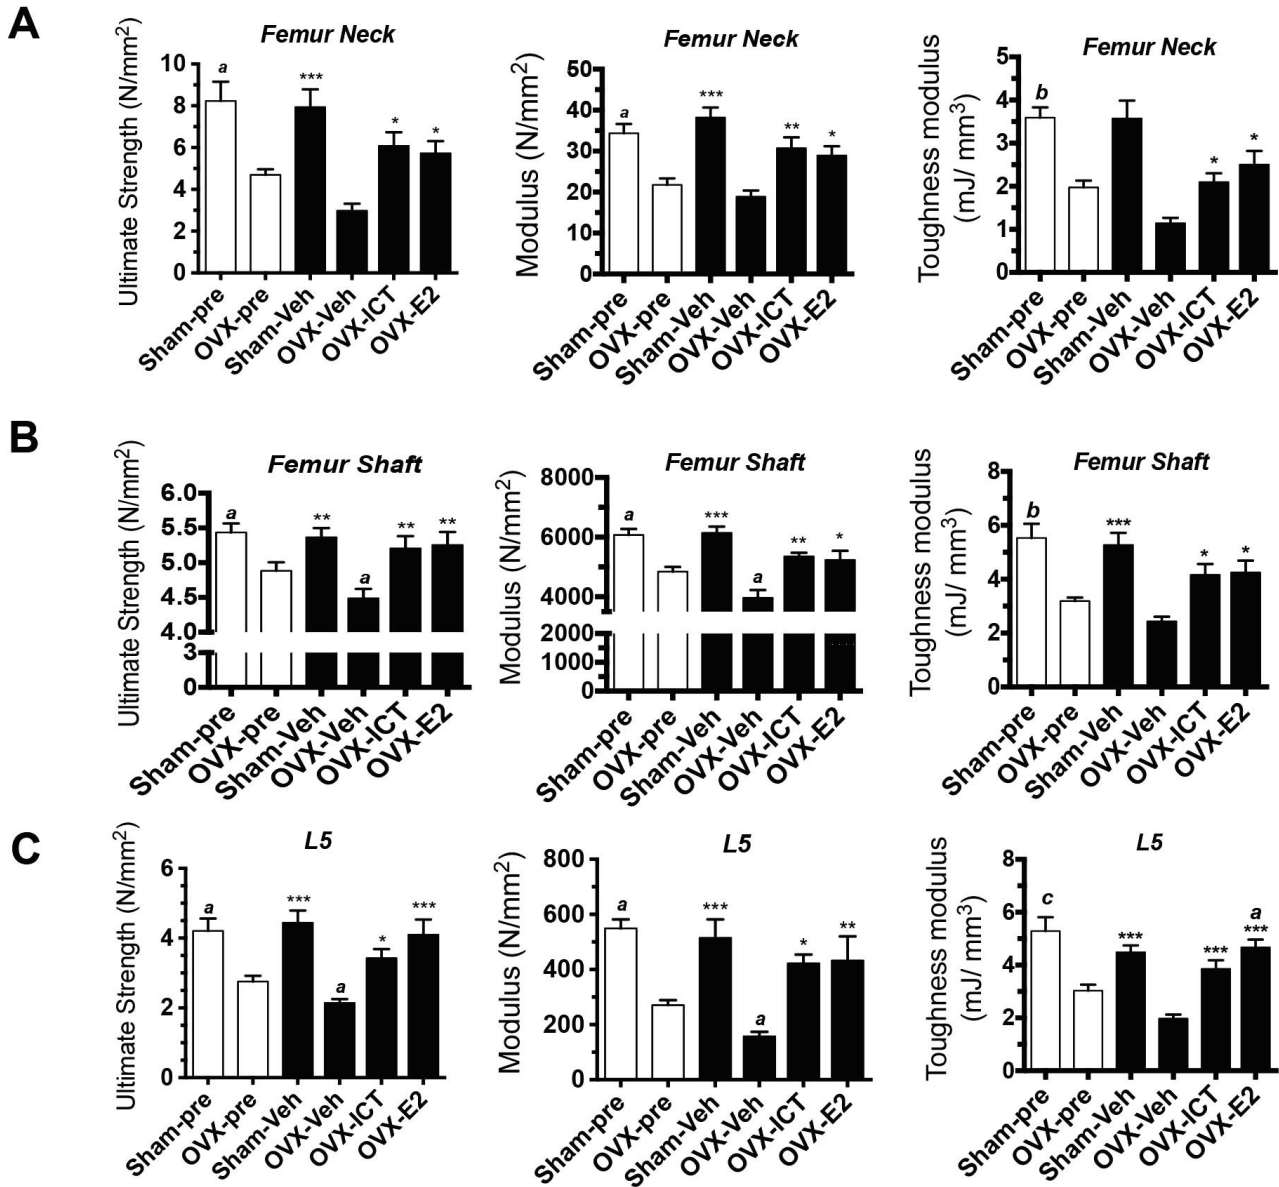 A
Femur Neck
Ultimate Strength (N/mm²)
10
8
6
4
2
0
a
***
*
*
Sham-pre
OVX-pre
Sham-Veh
OVX-Veh
OVX-ICT
OVX-E2
Femur Neck
Modulus (N/mm²)
50
40
30
20
10
0
a
***
**
*
Sham-pre
OVX-pre
Sham-Veh
OVX-Veh
OVX-ICT
OVX-E2
Femur Neck
Toughness modulus
(mJ/ mm³)
5
4
3
2
1
0
b
*
*
Sham-pre
OVX-pre
Sham-Veh
OVX-Veh
OVX-ICT
OVX-E2
B
Femur Shaft
Ultimate Strength (N/mm²)
6.0
5.5
5.0
4.5
4.0
3
0
a
**
a
**
**
Sham-pre
OVX-pre
Sham-Veh
OVX-Veh
OVX-ICT
OVX-E2
Femur Shaft
Modulus (N/mm²)
8000
6000
4000
2000
1000
0
a
***
a
**
*
Sham-pre
OVX-pre
Sham-Veh
OVX-Veh
OVX-ICT
OVX-E2
Femur Shaft
Toughness modulus
(mJ/ mm³)
8
6
4
2
0
b
***
*
*
Sham-pre
OVX-pre
Sham-Veh
OVX-Veh
OVX-ICT
OVX-E2
C
L5
Ultimate Strength (N/mm²)
6
4
2
0
a
***
a
*
***
Sham-pre
OVX-pre
Sham-Veh
OVX-Veh
OVX-ICT
OVX-E2
L5
Modulus (N/mm²)
800
600
400
200
0
a
***
a
*
**
Sham-pre
OVX-pre
Sham-Veh
OVX-Veh
OVX-ICT
OVX-E2
L5
Toughness modulus
(mJ/ mm³)
8
6
4
2
0
c
***
***
a
***
Sham-pre
OVX-pre
Sham-Veh
OVX-Veh
OVX-ICT
OVX-E2